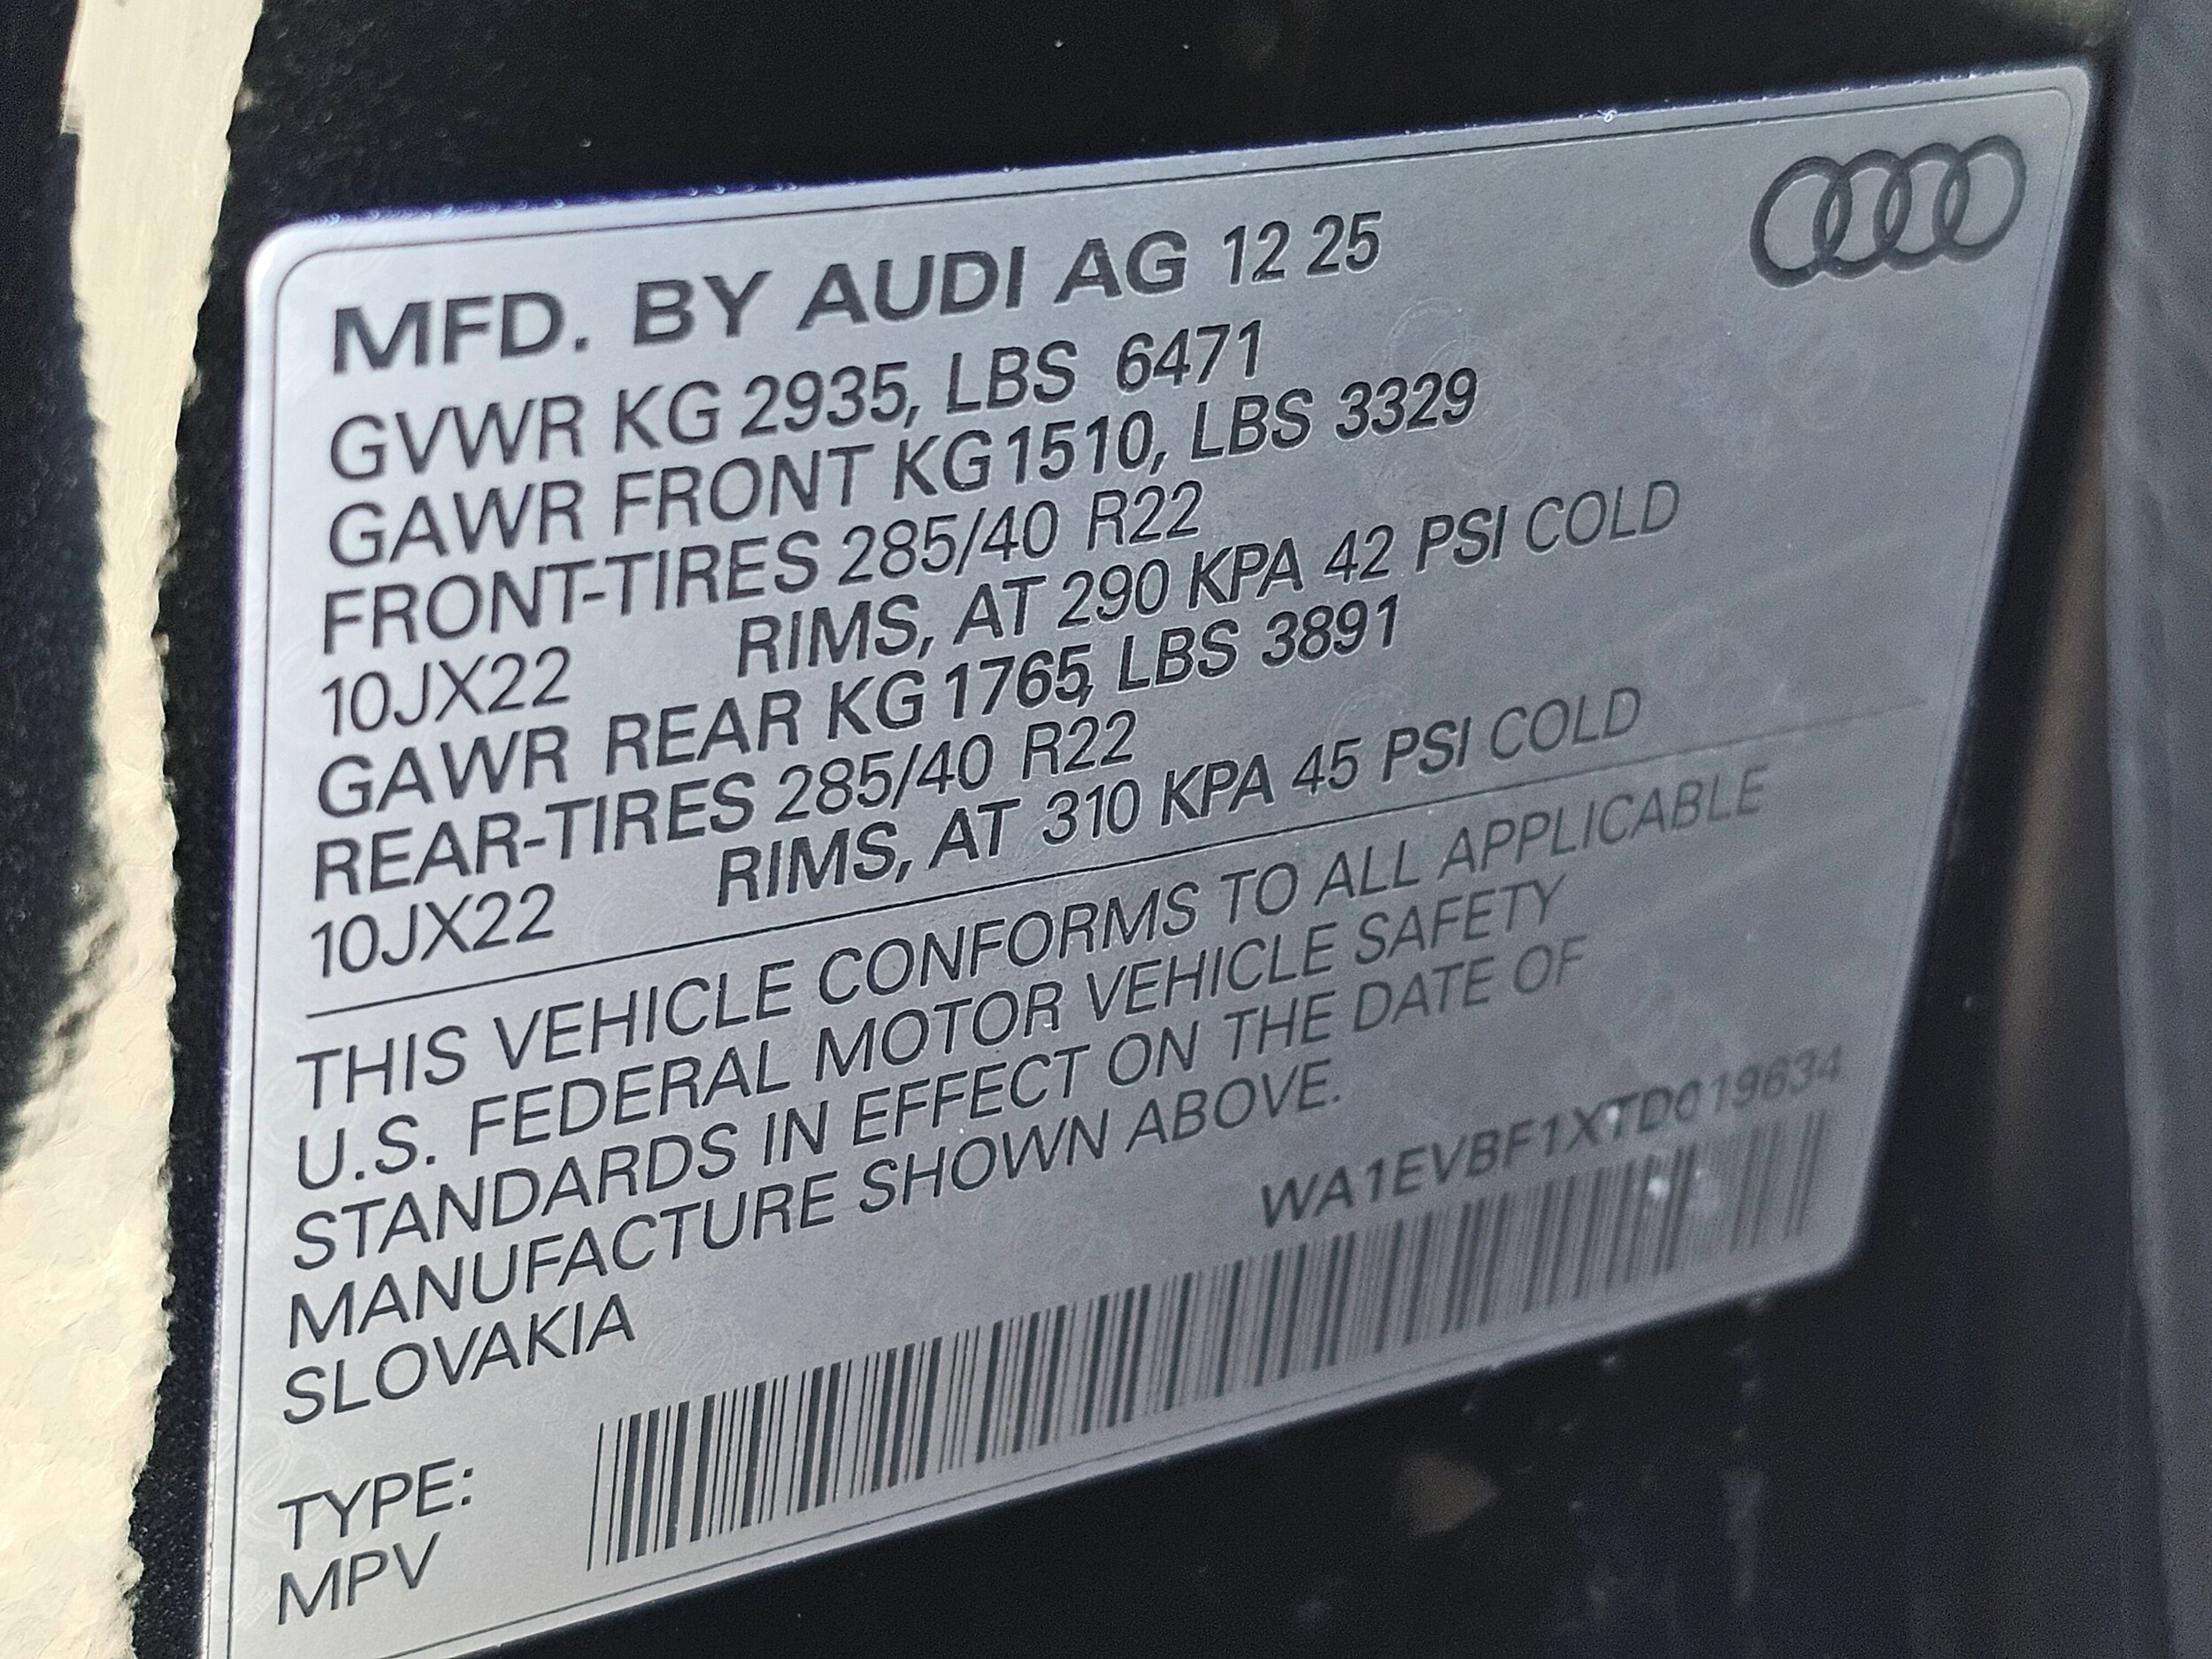 MFD. BY AUDI AG 12 25
GVWR KG 2935, LBS 6471
GAWR FRONT KG 1510, LBS 3329
FRONT-TIRES 285/40 R22
10JX22 RIMS, AT 290 KPA 42 PSI COLD
GAWR REAR KG 1765, LBS 3891
REAR-TIRES 285/40 R22
10JX22 RIMS, AT 310 KPA 45 PSI COLD
THIS VEHICLE CONFORMS TO ALL APPLICABLE
U.S. FEDERAL MOTOR VEHICLE SAFETY
STANDARDS IN EFFECT ON THE DATE OF
MANUFACTURE SHOWN ABOVE.
SLOVAKIA
WA1EVBF1XTD019634
TYPE:
MPV